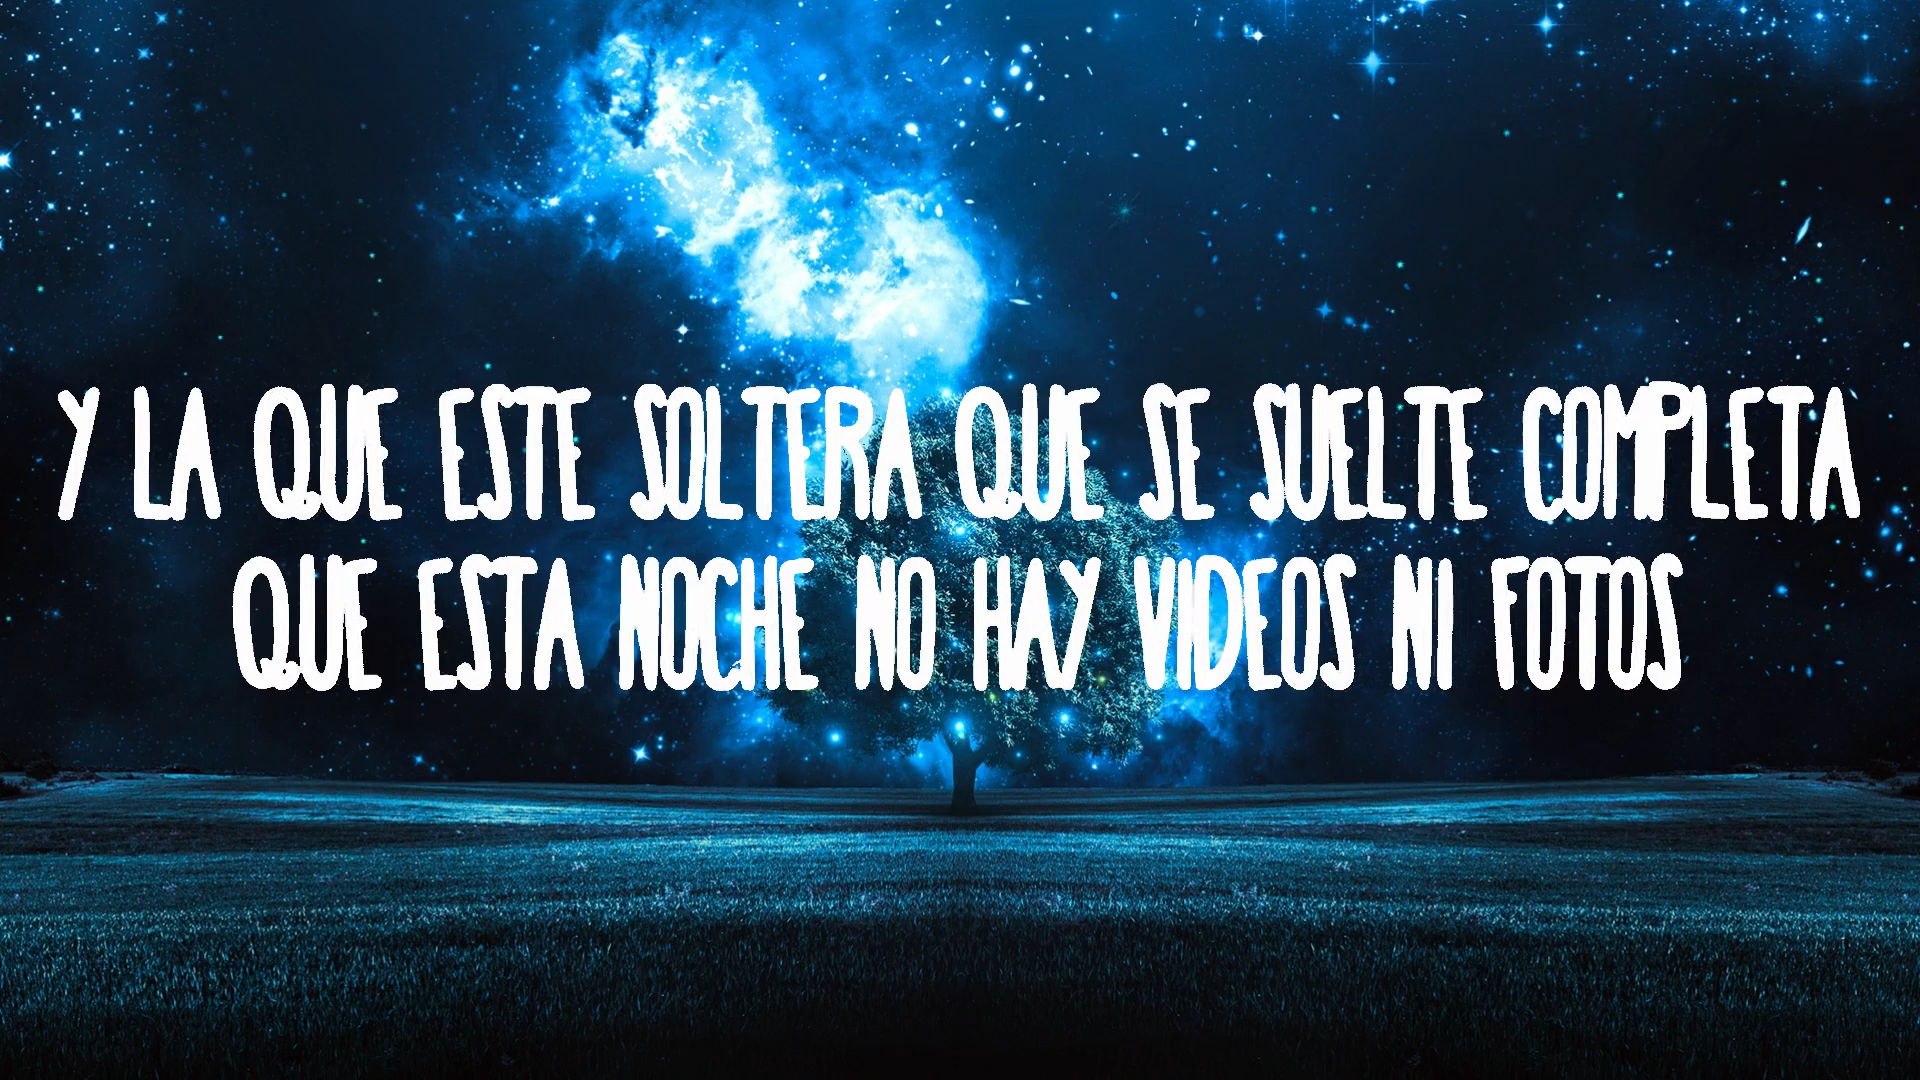 Y LA QUE ESTE SOLTERA QUE SE SUELTE COMPLETA
QUE ESTA NOCHE NO HAY VIDEOS NI FOTOS